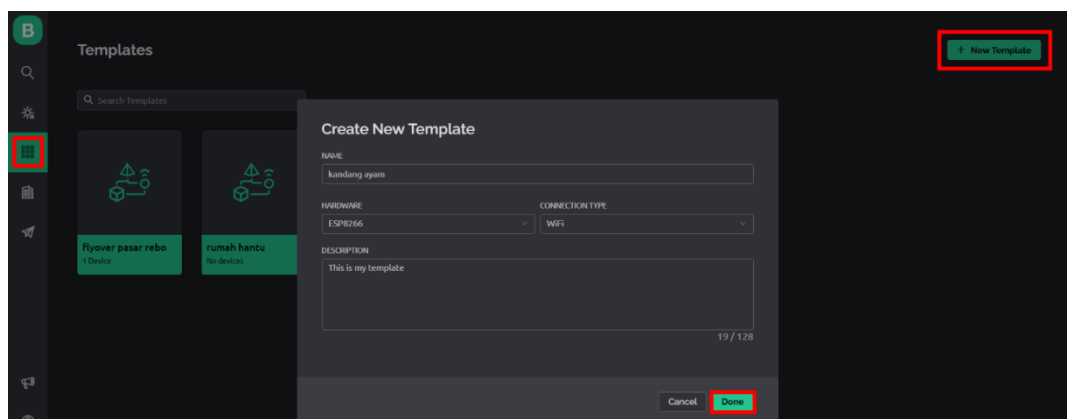 B
Templates
+ New Template
Search Templates
Create New Template
NAME
kandang ayam
HARDWARE
CONNECTION TYPE
ESP8266
WiFi
DESCRIPTION
This is my template
19 / 128
flyover pasar rebo
1 Device
rumah hantu
No devices
Cancel
Done